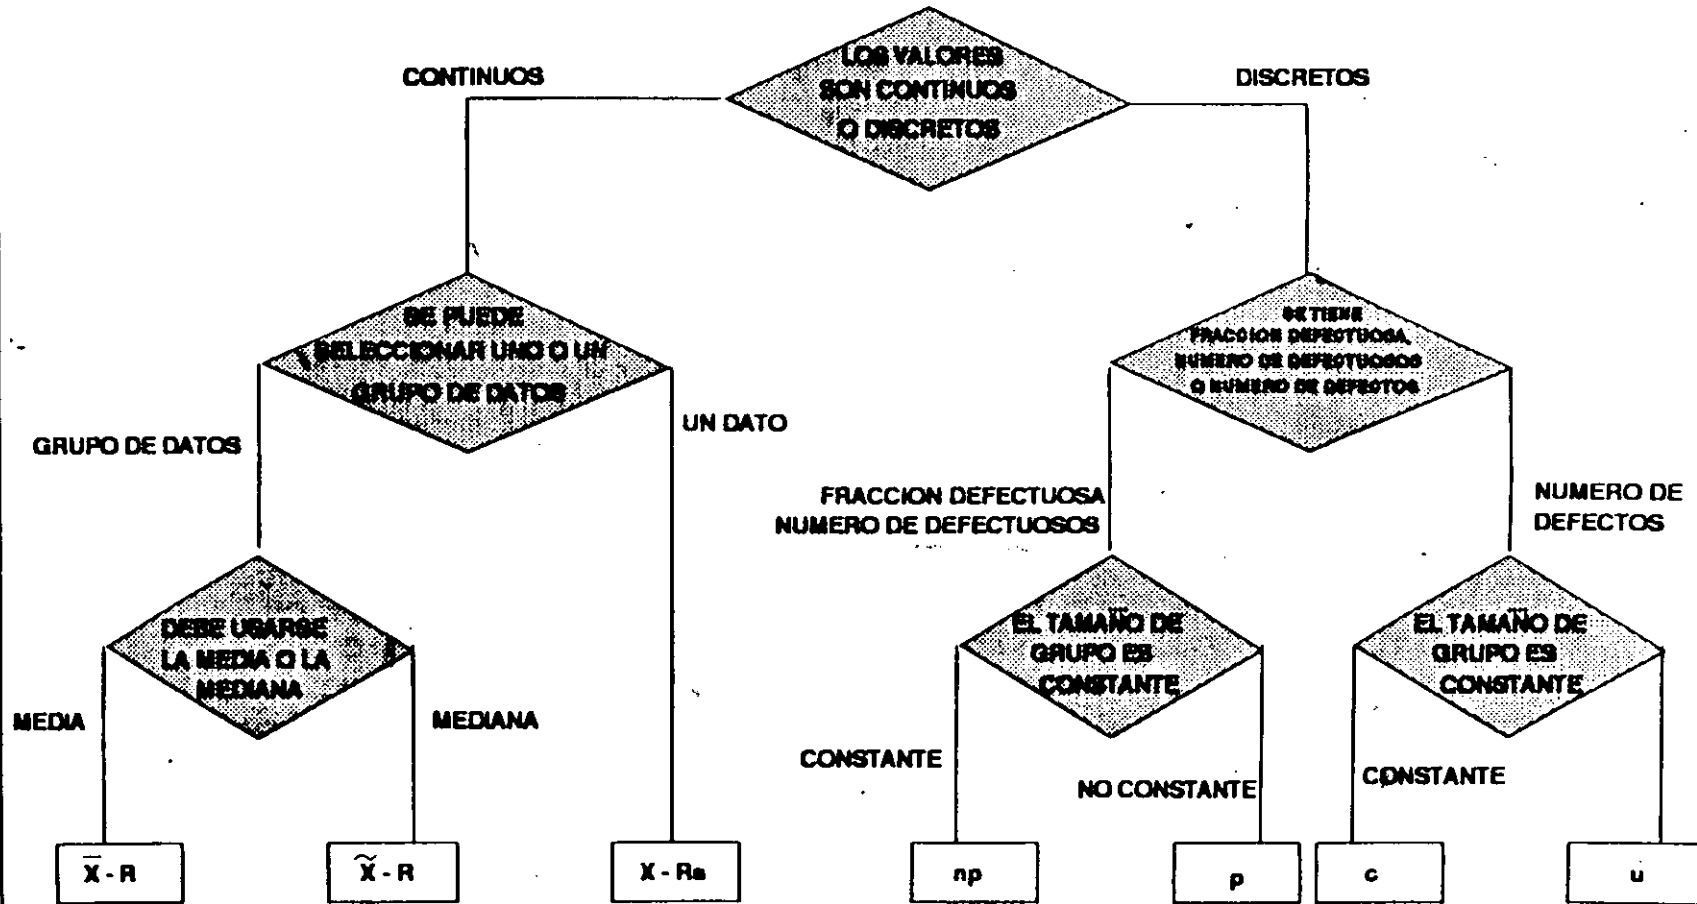 LOS VALORES
SON CONTINUOS
O DISCRETOS
CONTINUOS
DISCRETOS
SE PUEDE
SELECCIONAR UNO O UN
GRUPO DE DATOS
SE TIENE
FRACCION DEFECTUOSA,
NUMERO DE DEFECTUOSOS
O NUMERO DE DEFECTOS
GRUPO DE DATOS
UN DATO
FRACCION DEFECTUOSA
NUMERO DE DEFECTUOSOS
NUMERO DE
DEFECTOS
DEBE USARSE
LA MEDIA O LA
MEDIANA
EL TAMAÑO DE
GRUPO ES
CONSTANTE
EL TAMAÑO DE
GRUPO ES
CONSTANTE
MEDIA
MEDIANA
CONSTANTE
NO CONSTANTE
CONSTANTE
X̅ - R
X̃ - R
X - Rs
np
p
c
u